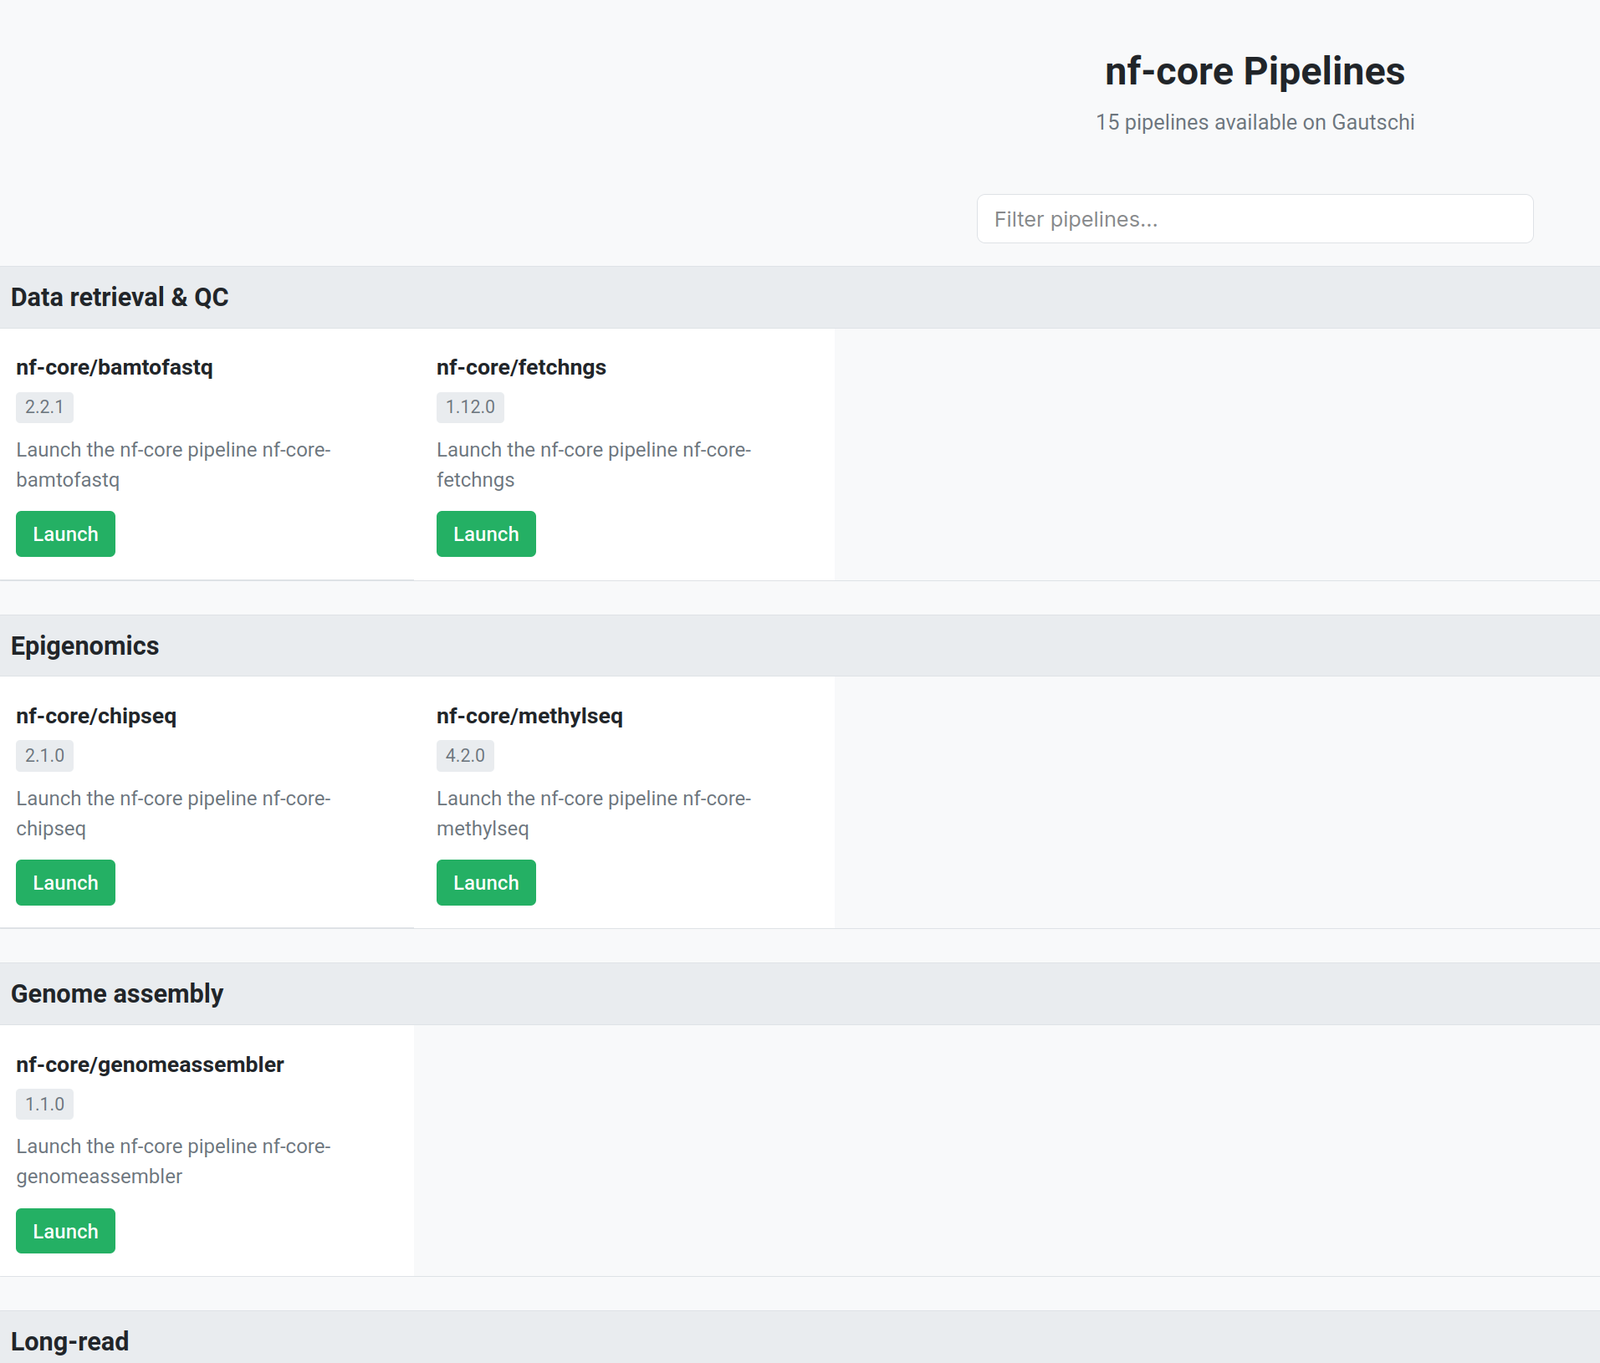 nf-core Pipelines
15 pipelines available on Gautschi
Filter pipelines...
Data retrieval & QC
nf-core/bamtofastq
2.2.1
Launch the nf-core pipeline nf-core-
bamtofastq
Launch
nf-core/fetchngs
1.12.0
Launch the nf-core pipeline nf-core-
fetchngs
Launch
Epigenomics
nf-core/chipseq
2.1.0
Launch the nf-core pipeline nf-core-
chipseq
Launch
nf-core/methylseq
4.2.0
Launch the nf-core pipeline nf-core-
methylseq
Launch
Genome assembly
nf-core/genomeassembler
1.1.0
Launch the nf-core pipeline nf-core-
genomeassembler
Launch
Long-read